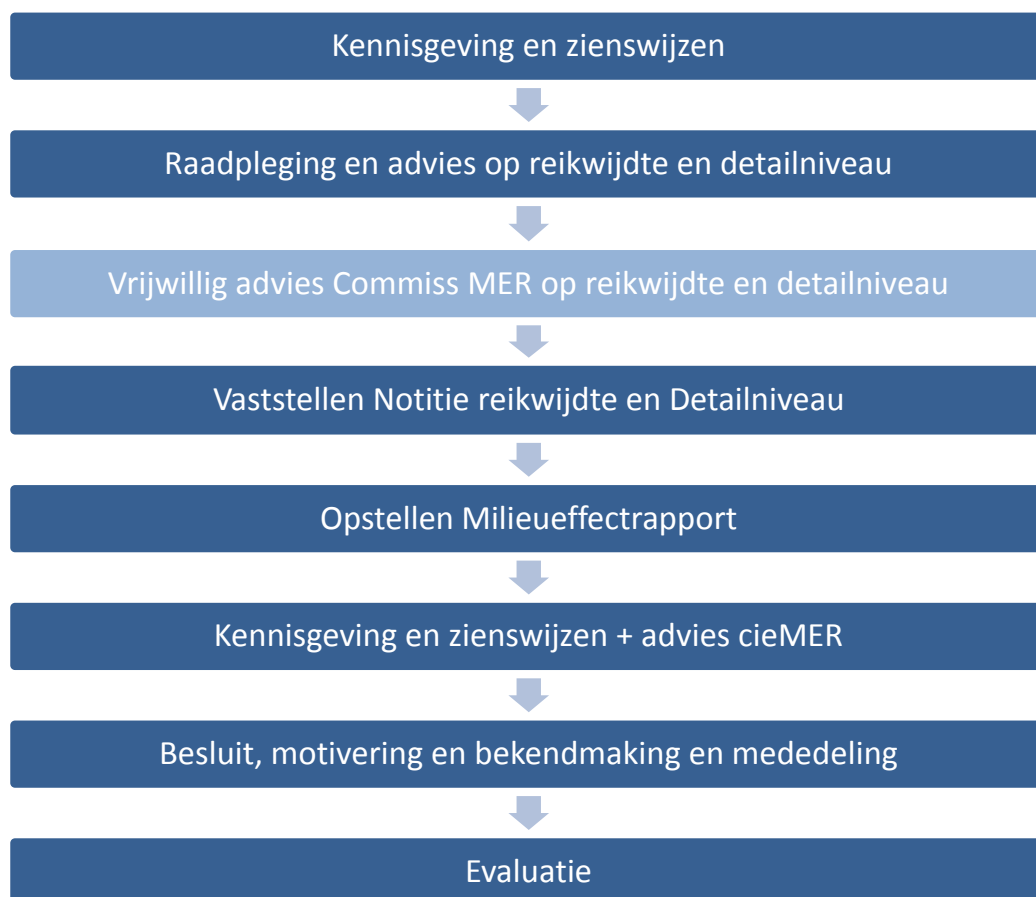 Kennisgeving en zienswijzen
Raadpleging en advies op reikwijdte en detailniveau
Vrijwillig advies Commiss MER op reikwijdte en detailniveau
Vaststellen Notitie reikwijdte en Detailniveau
Opstellen Milieueffectrapport
Kennisgeving en zienswijzen + advies cieMER
Besluit, motivering en bekendmaking en mededeling
Evaluatie